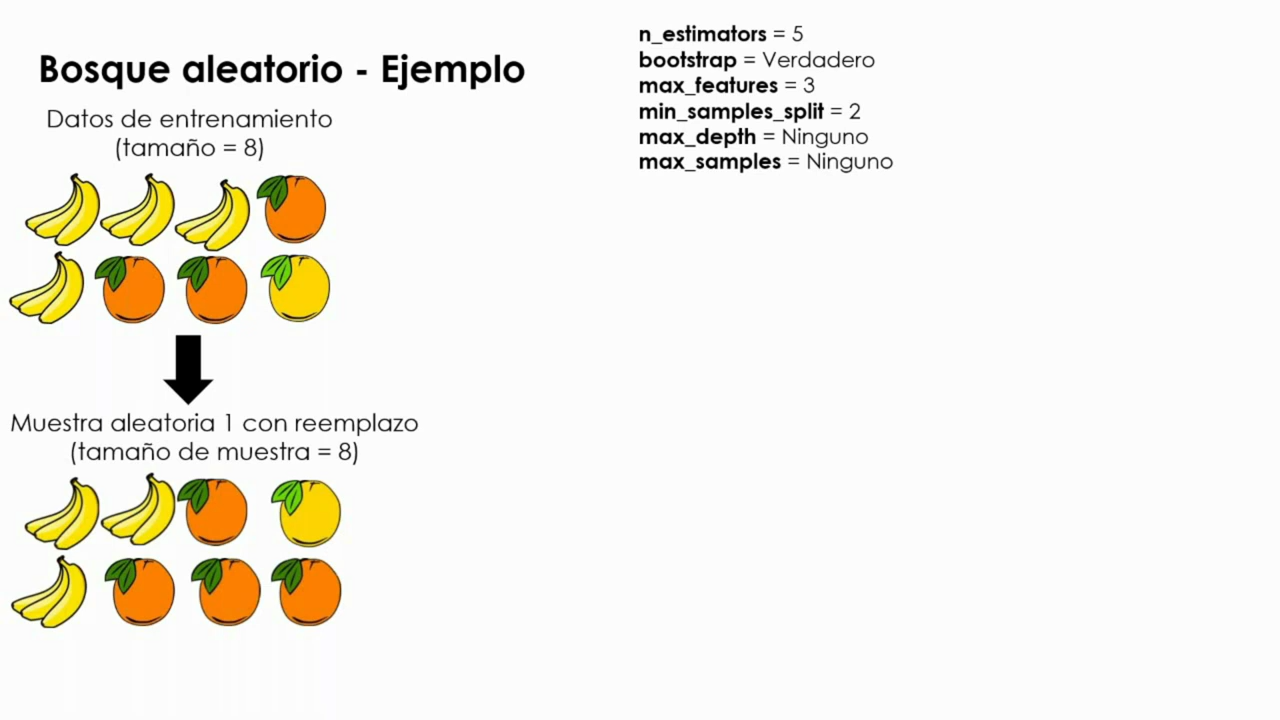 Bosque aleatorio - Ejemplo
Datos de entrenamiento
(tamaño = 8)
Muestra aleatoria 1 con reemplazo
(tamaño de muestra = 8)
n_estimators = 5
bootstrap = Verdadero
max_features = 3
min_samples_split = 2
max_depth = Ninguno
max_samples = Ninguno